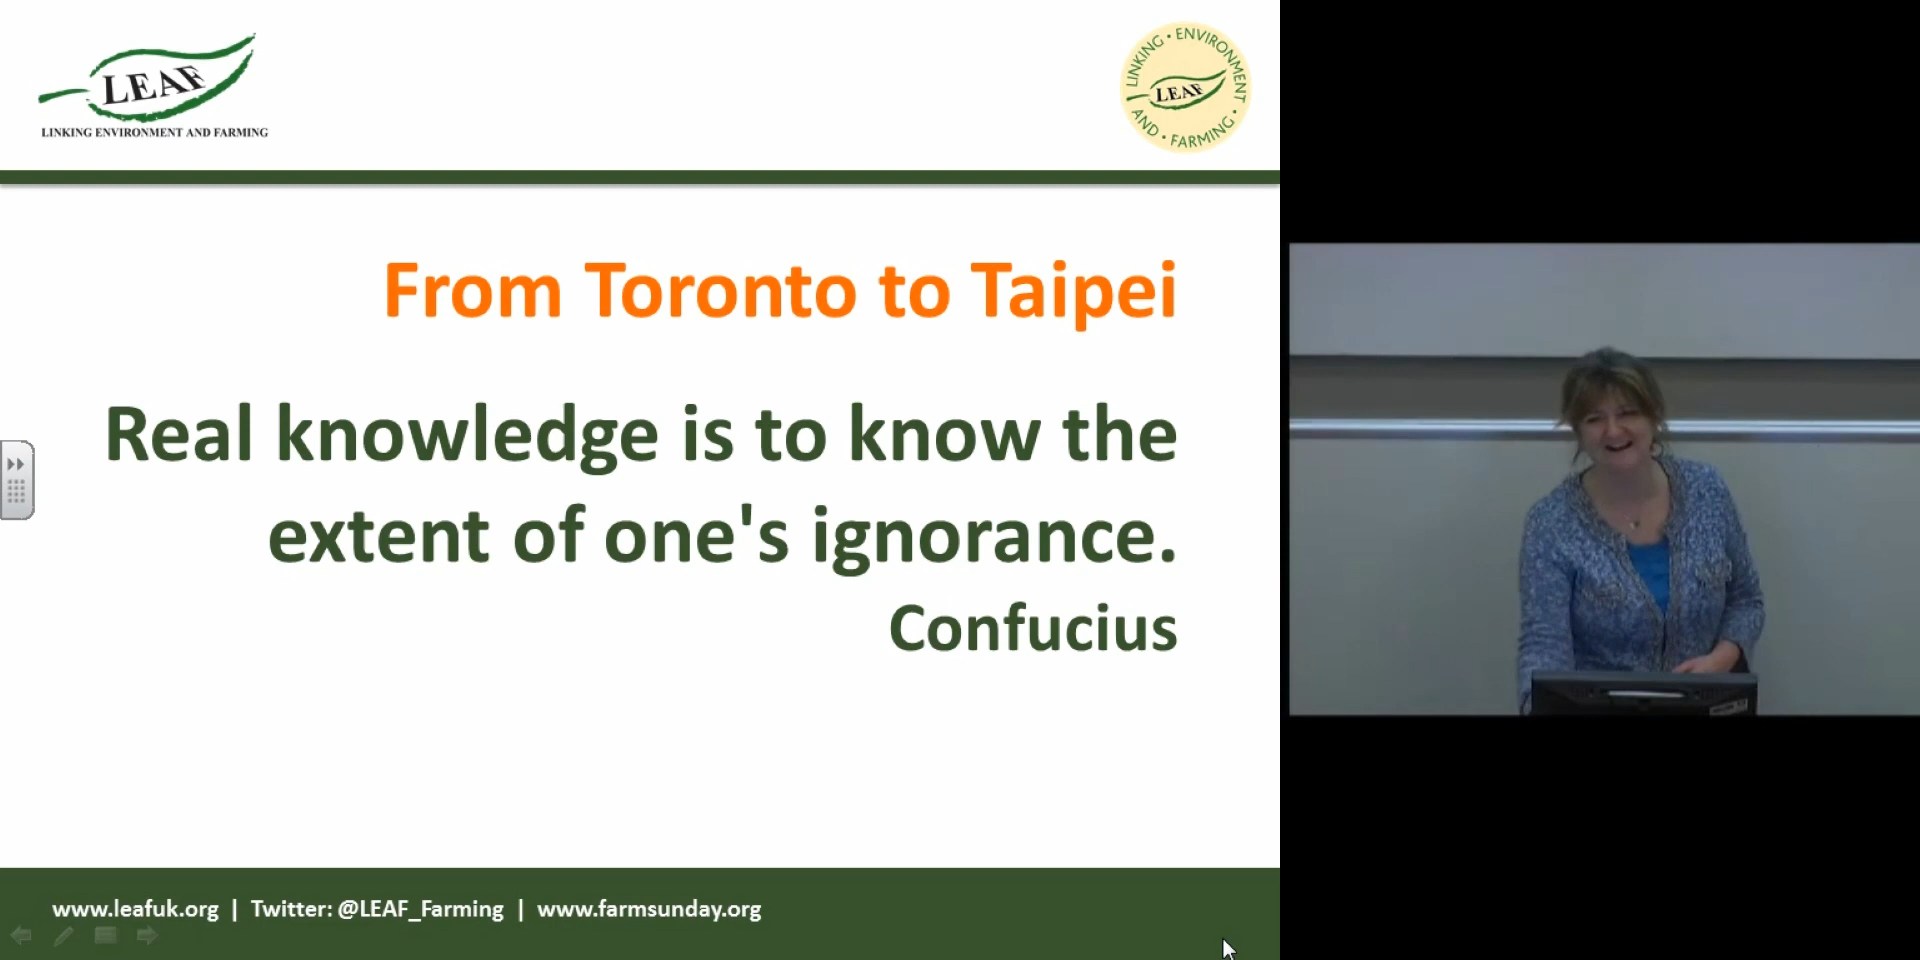 LEAF
LINKING ENVIRONMENT AND FARMING
LINKING • ENVIRONMENT • AND • FARMING •
LEAF
From Toronto to Taipei
Real knowledge is to know the
extent of one's ignorance.
Confucius
www.leafuk.org | Twitter: @LEAF_Farming | www.farmsunday.org